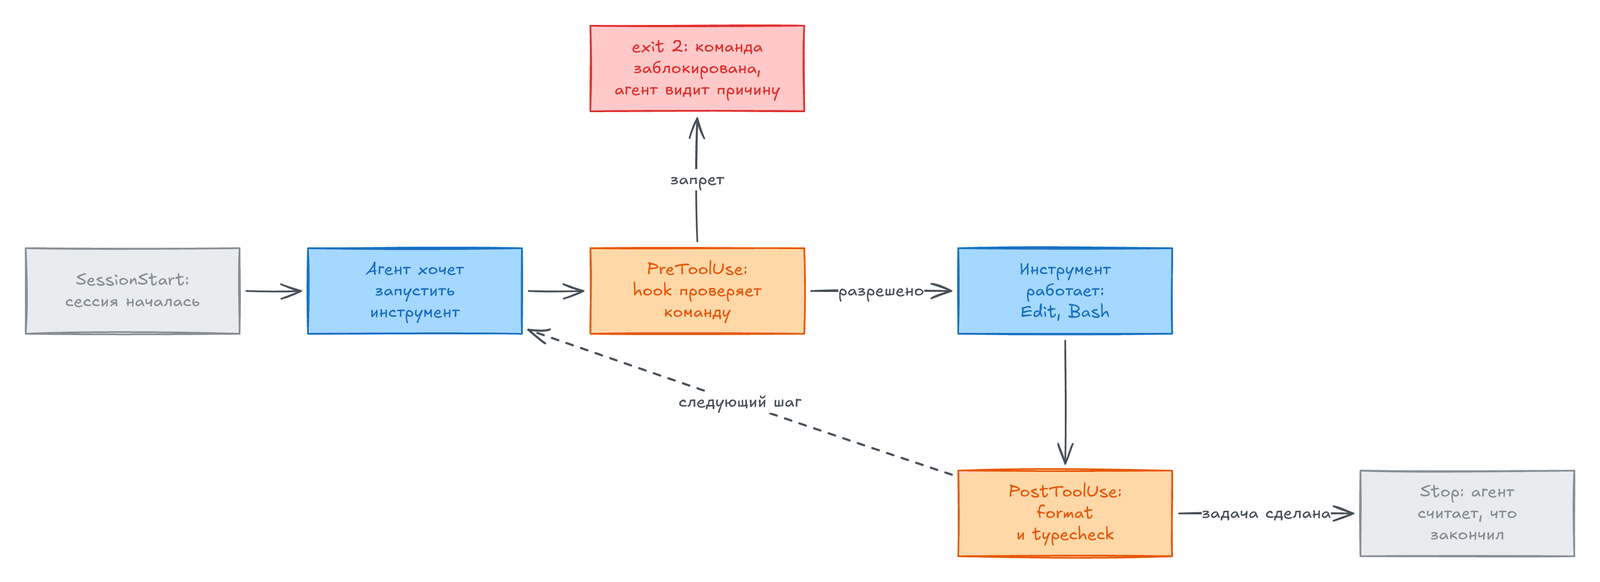 exit 2: команда
заблокирована,
агент видит причину
запрет
SessionStart:
сессия началась
Агент хочет
запустить
инструмент
PreToolUse:
hook проверяет
команду
разрешено
Инструмент
работает:
Edit, Bash
следующий шаг
PostToolUse:
format
и typecheck
задача сделана
Stop: агент
считает, что
закончил